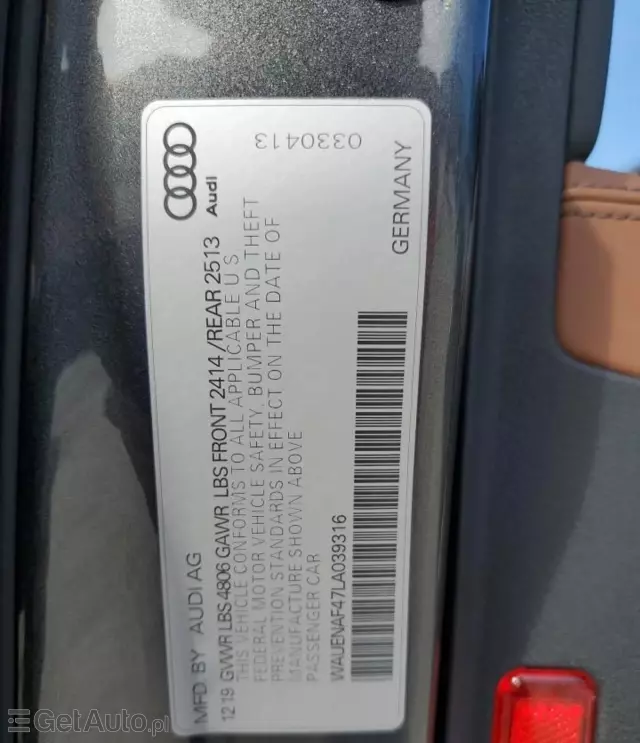 Audi
0330413
MFD BY AUDI AG
12 19 GVWR LBS 4806 GAWR LBS FRONT 2414 /REAR 2513
THIS VEHICLE CONFORMS TO ALL APPLICABLE U S
FEDERAL MOTOR VEHICLE SAFETY, BUMPER AND THEFT
PREVENTION STANDARDS IN EFFECT ON THE DATE OF
MANUFACTURE SHOWN ABOVE
PASSENGER CAR
WAUENAF47LA039316
GERMANY
GetAuto.pl